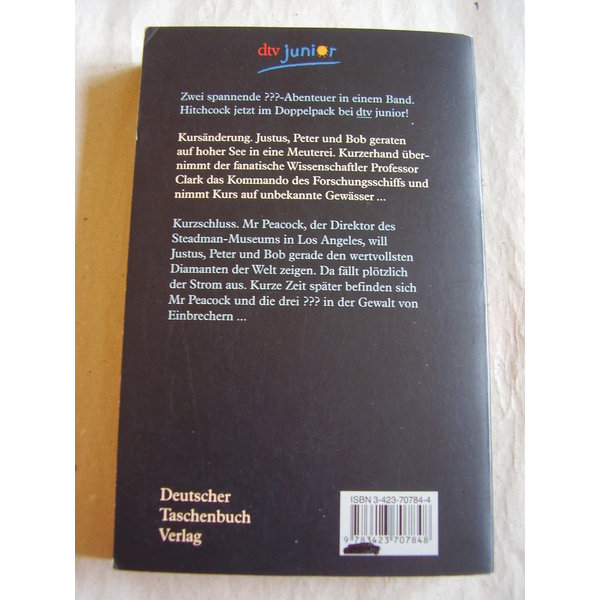 dtv junior
Zwei spannende ???-Abenteuer in einem Band.
Hitchcock jetzt im Doppelpack bei dtv junior!
Kursänderung. Justus, Peter und Bob geraten
auf hoher See in eine Meuterei. Kurzerhand über-
nimmt der fanatische Wissenschaftler Professor
Clark das Kommando des Forschungsschiffs und
nimmt Kurs auf unbekannte Gewässer ...
Kurzschluss. Mr Peacock, der Direktor des
Steadman-Museums in Los Angeles, will
Justus, Peter und Bob gerade den wertvollsten
Diamanten der Welt zeigen. Da fällt plötzlich
der Strom aus. Kurze Zeit später befinden sich
Mr Peacock und die drei ??? in der Gewalt von
Einbrechern ...
Deutscher
Taschenbuch
Verlag
ISBN 3-423-70784-4
9 783423 707848